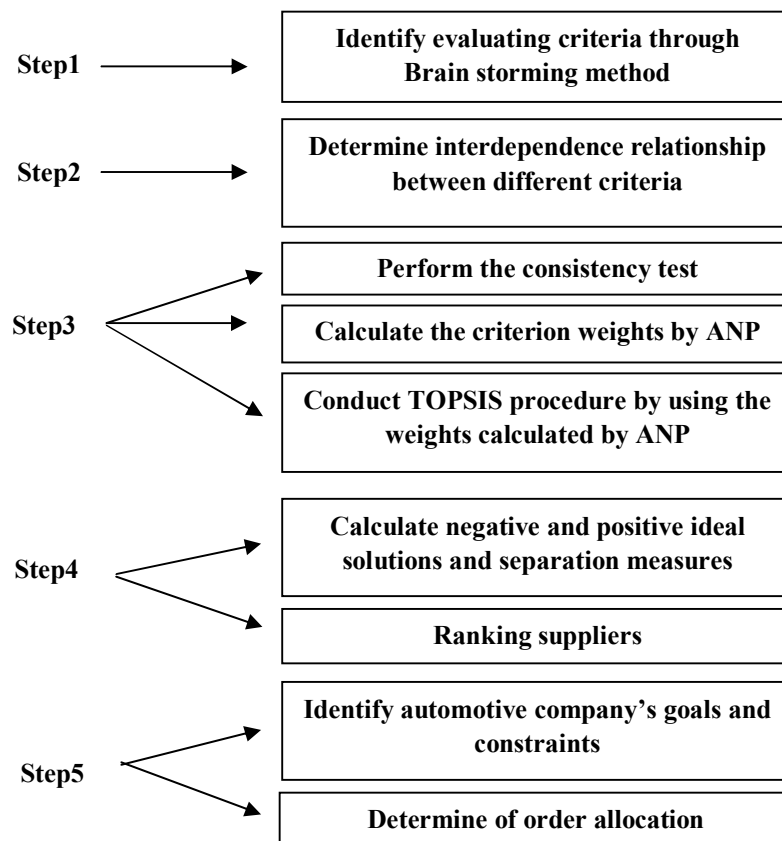 Step1
Identify evaluating criteria through
Brain storming method
Step2
Determine interdependence relationship
between different criteria
Step3
Perform the consistency test
Calculate the criterion weights by ANP
Conduct TOPSIS procedure by using the
weights calculated by ANP
Step4
Calculate negative and positive ideal
solutions and separation measures
Ranking suppliers
Step5
Identify automotive company’s goals and
constraints
Determine of order allocation